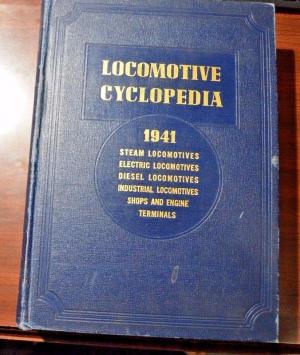 LOCOMOTIVE
CYCLOPEDIA
1941
STEAM LOCOMOTIVES
ELECTRIC LOCOMOTIVES
DIESEL LOCOMOTIVES
INDUSTRIAL LOCOMOTIVES
SHOPS AND ENGINE
TERMINALS